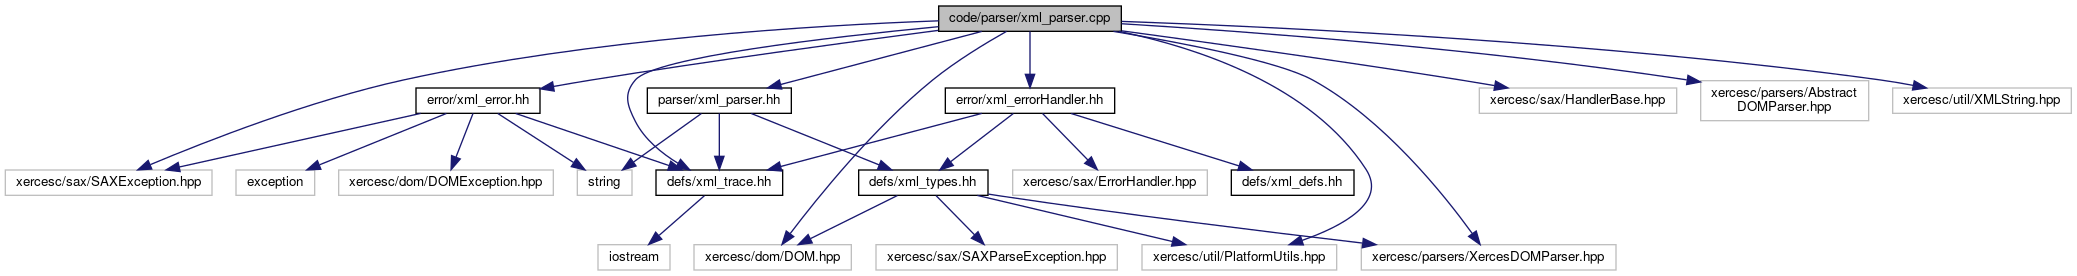 code/parser/xml_parser.cpp
error/xml_error.hh
parser/xml_parser.hh
error/xml_errorHandler.hh
xercesc/sax/HandlerBase.hpp
xercesc/parsers/Abstract
DOMParser.hpp
xercesc/util/XMLString.hpp
xercesc/sax/SAXException.hpp
exception
xercesc/dom/DOMException.hpp
string
defs/xml_trace.hh
defs/xml_types.hh
xercesc/sax/ErrorHandler.hpp
defs/xml_defs.hh
iostream
xercesc/dom/DOM.hpp
xercesc/sax/SAXParseException.hpp
xercesc/util/PlatformUtils.hpp
xercesc/parsers/XercesDOMParser.hpp